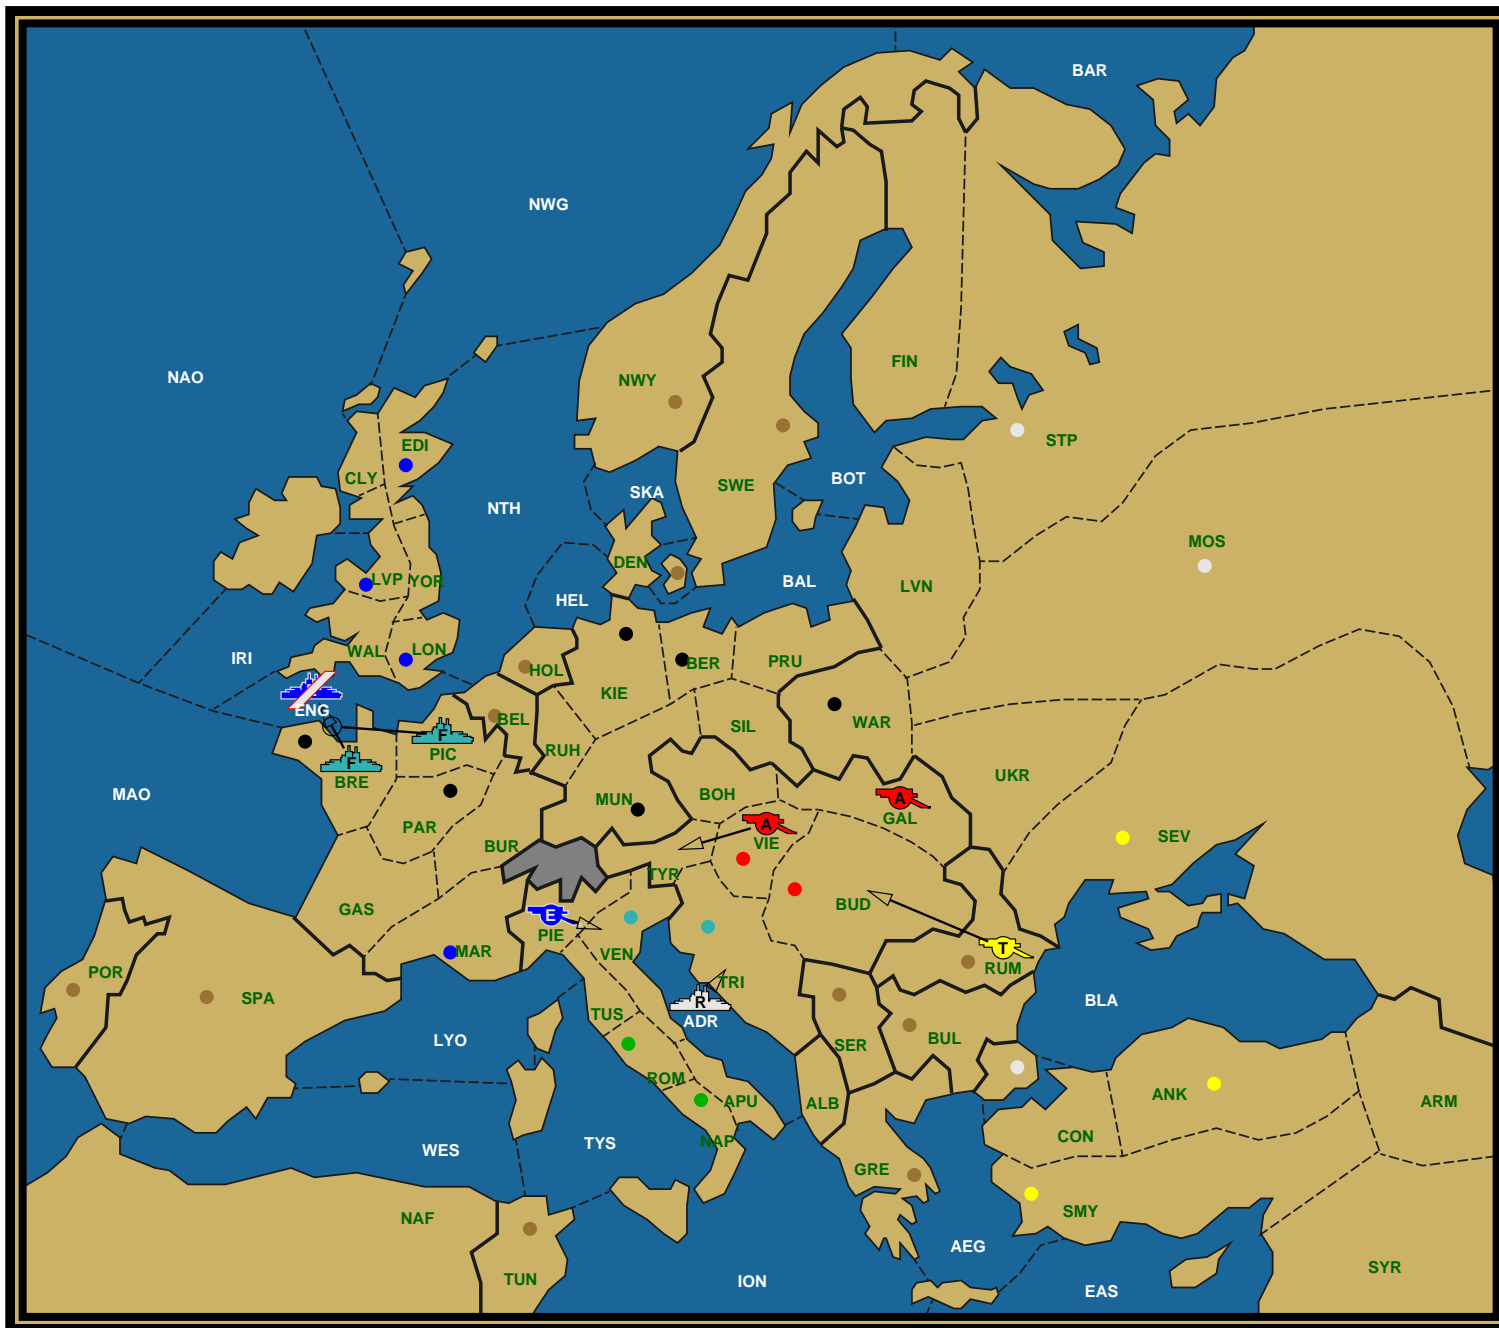 BAR
NWG
NAO
FIN
NWY
STP
EDI
CLY
SWE
BOT
SKA
NTH
MOS
DEN
LVP
YOR
BAL
LVN
HEL
WAL
LON
IRI
HOL
BER
PRU
KIE
E
ENG
BEL
WAR
SIL
F
PIC
RUH
F
BRE
UKR
MAO
MUN
BOH
A
GAL
PAR
A
VIE
SEV
BUR
TYR
GAS
BUD
E
PIE
VEN
MAR
T
RUM
POR
SPA
TRI
R
ADR
BLA
TUS
LYO
SER
BUL
ROM
ANK
APU
ALB
ARM
CON
NAP
TYS
WES
GRE
SMY
NAF
AEG
SYR
TUN
ION
EAS